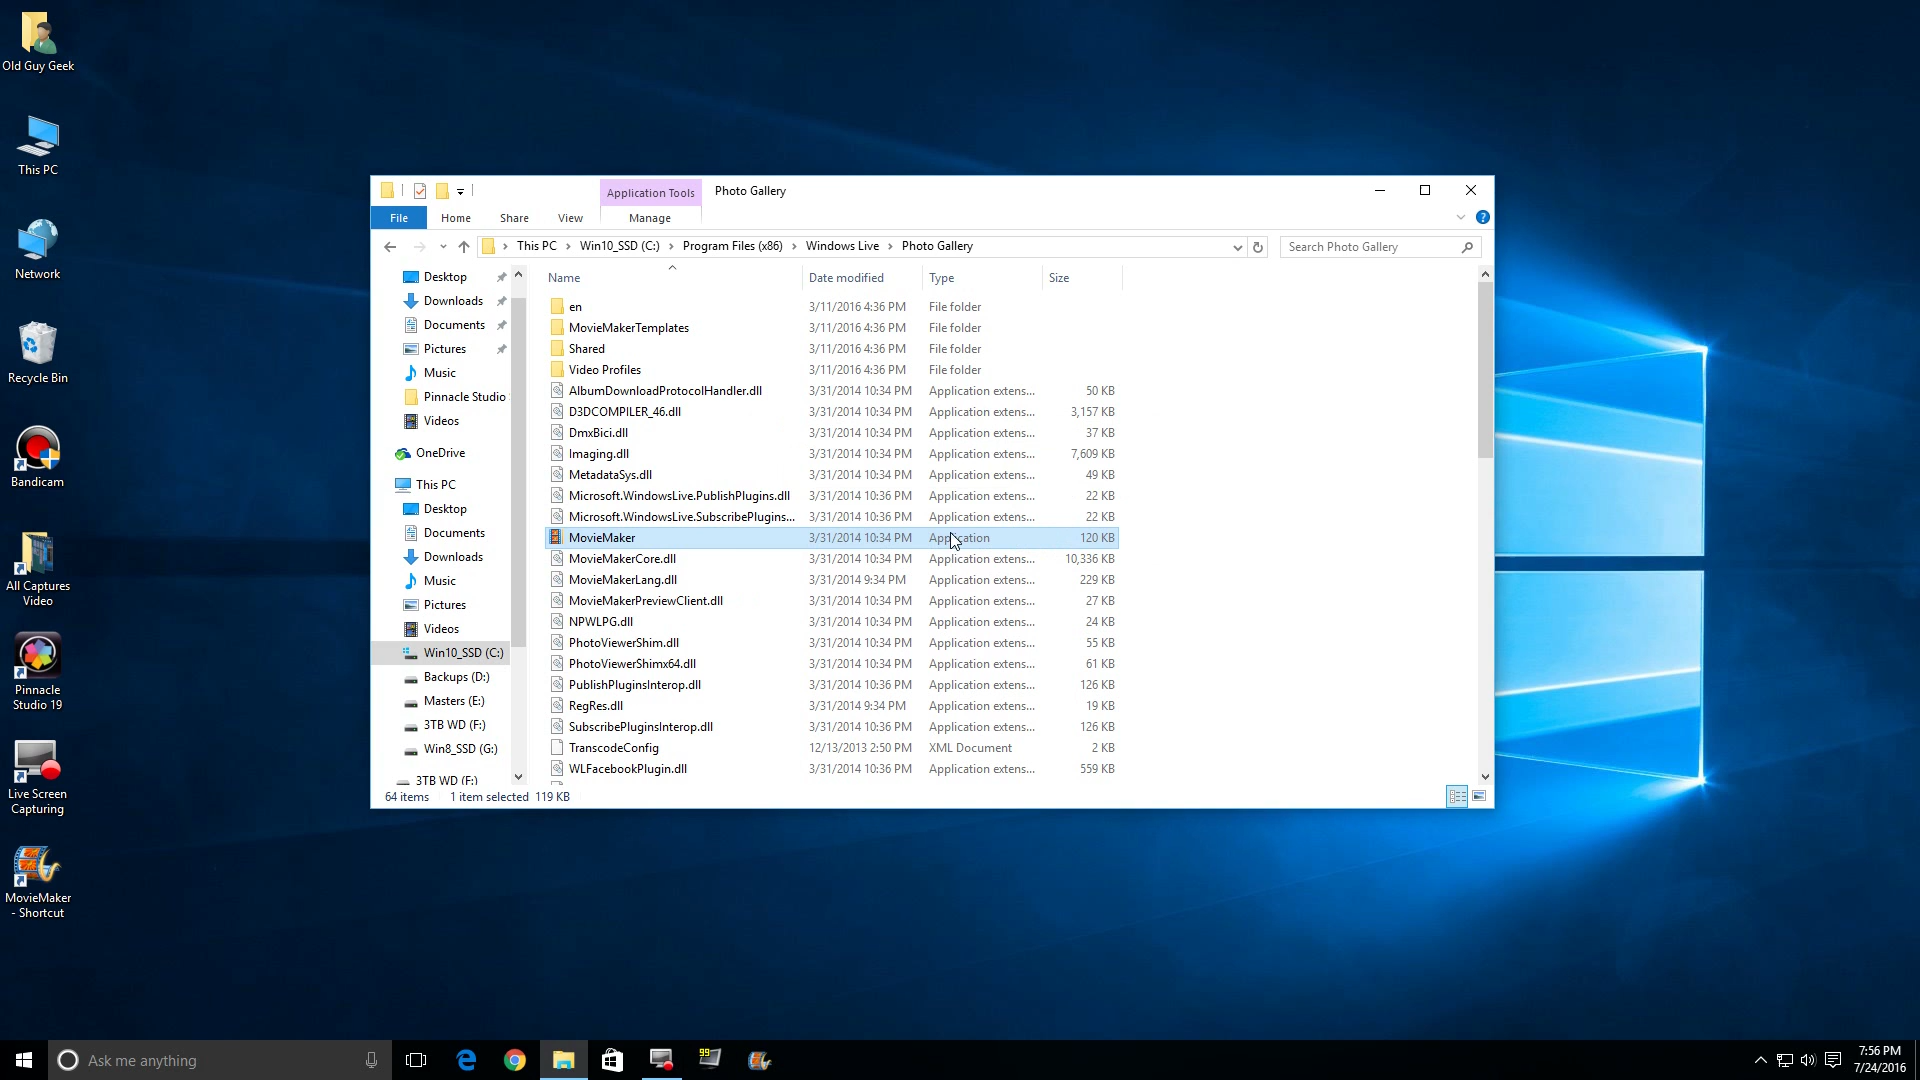 Old Guy Geek
This PC
Network
Recycle Bin
Bandicam
All Captures
Video
Pinnacle
Studio 19
Live Screen
Capturing
MovieMaker
- Shortcut
Application Tools
Photo Gallery
File
Home
Share
View
Manage
This PC
Win10_SSD (C:)
Program Files (x86)
Windows Live
Photo Gallery
Search Photo Gallery
Desktop
Downloads
Documents
Pictures
Music
Pinnacle Studio
Videos
OneDrive
This PC
Desktop
Documents
Downloads
Music
Pictures
Videos
Win10_SSD (C:)
Backups (D:)
Masters (E:)
3TB WD (F:)
Win8_SSD (G:)
3TB WD (F:)
Name Date modified Type Size
en 3/11/2016 4:36 PM File folder
MovieMakerTemplates 3/11/2016 4:36 PM File folder
Shared 3/11/2016 4:36 PM File folder
Video Profiles 3/11/2016 4:36 PM File folder
AlbumDownloadProtocolHandler.dll 3/31/2014 10:34 PM Application extens... 50 KB
D3DCOMPILER_46.dll 3/31/2014 10:34 PM Application extens... 3,157 KB
DmxBici.dll 3/31/2014 10:34 PM Application extens... 37 KB
Imaging.dll 3/31/2014 10:34 PM Application extens... 7,609 KB
MetadataSys.dll 3/31/2014 10:34 PM Application extens... 49 KB
Microsoft.WindowsLive.PublishPlugins.dll 3/31/2014 10:36 PM Application extens... 22 KB
Microsoft.WindowsLive.SubscribePlugins... 3/31/2014 10:36 PM Application extens... 22 KB
MovieMaker 3/31/2014 10:34 PM Application 120 KB
MovieMakerCore.dll 3/31/2014 10:34 PM Application extens... 10,336 KB
MovieMakerLang.dll 3/31/2014 9:34 PM Application extens... 229 KB
MovieMakerPreviewClient.dll 3/31/2014 10:34 PM Application extens... 27 KB
NPWLPG.dll 3/31/2014 10:34 PM Application extens... 24 KB
PhotoViewerShim.dll 3/31/2014 10:34 PM Application extens... 55 KB
PhotoViewerShimx64.dll 3/31/2014 10:34 PM Application extens... 61 KB
PublishPluginsInterop.dll 3/31/2014 10:36 PM Application extens... 126 KB
RegRes.dll 3/31/2014 9:34 PM Application extens... 19 KB
SubscribePluginsInterop.dll 3/31/2014 10:36 PM Application extens... 126 KB
TranscodeConfig 12/13/2013 2:50 PM XML Document 2 KB
WLFacebookPlugin.dll 3/31/2014 10:36 PM Application extens... 559 KB
64 items 1 item selected 119 KB
Ask me anything
99
7:56 PM
7/24/2016